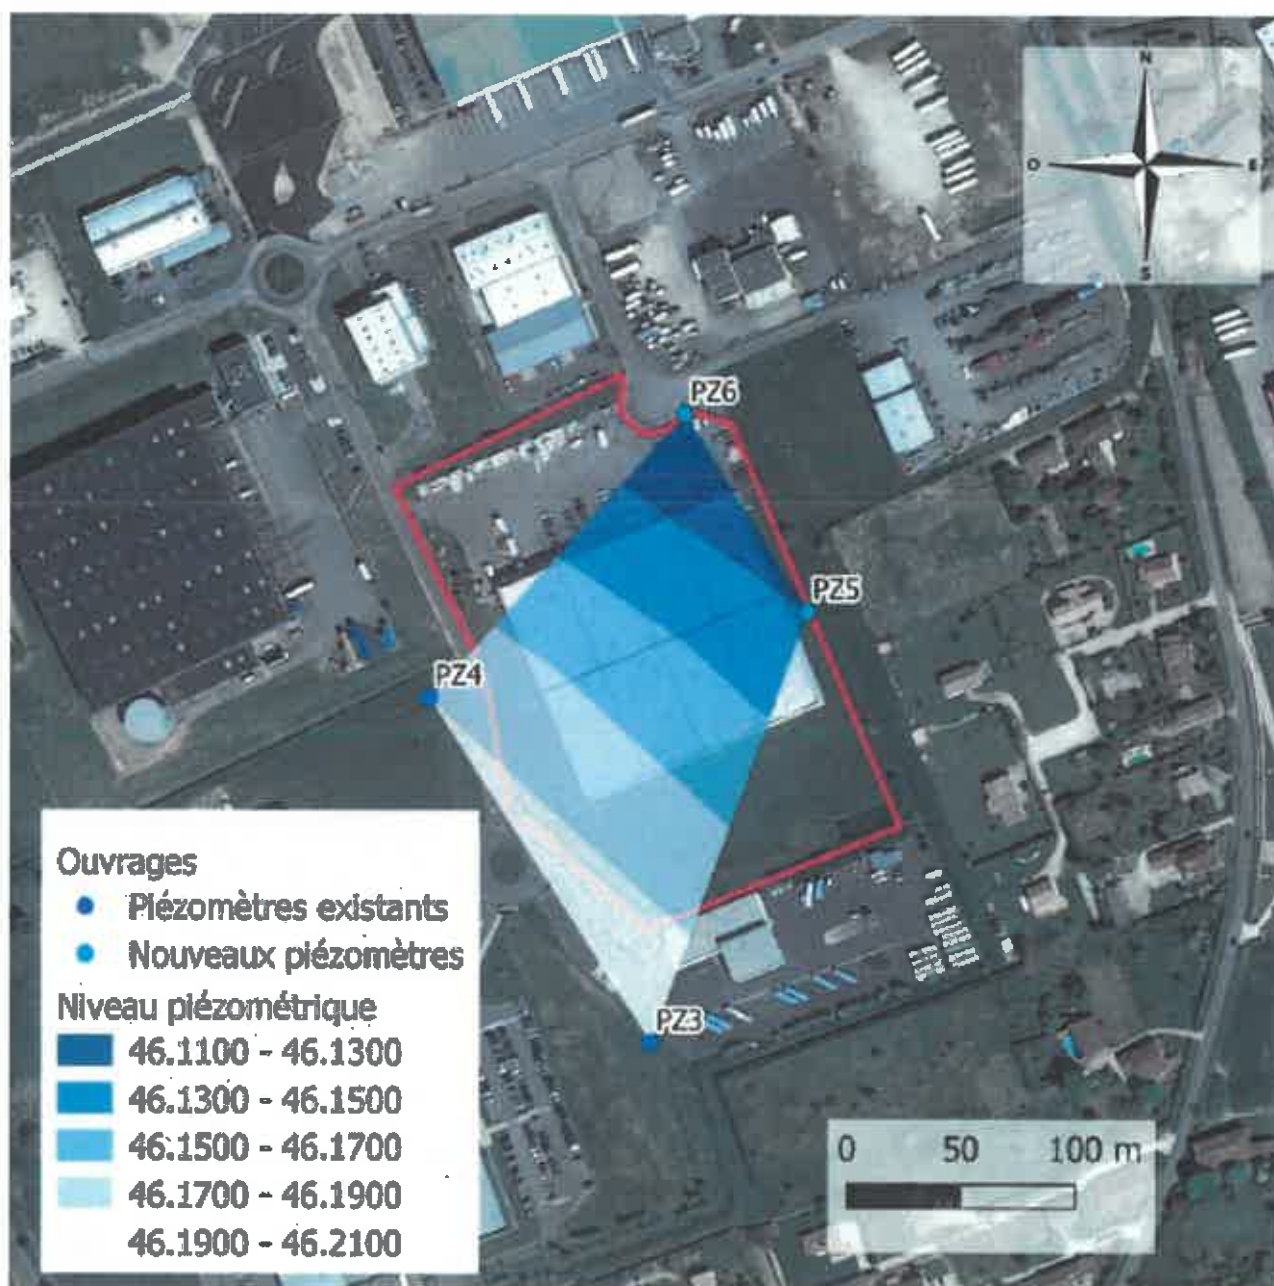 N
O
E
S
PZ6
PZ5
PZ4
PZ3
Ouvrages
Piézomètres existants
Nouveaux piézomètres
Niveau piézométrique
46.1100 - 46.1300
46.1300 - 46.1500
46.1500 - 46.1700
46.1700 - 46.1900
46.1900 - 46.2100
0 50 100 m